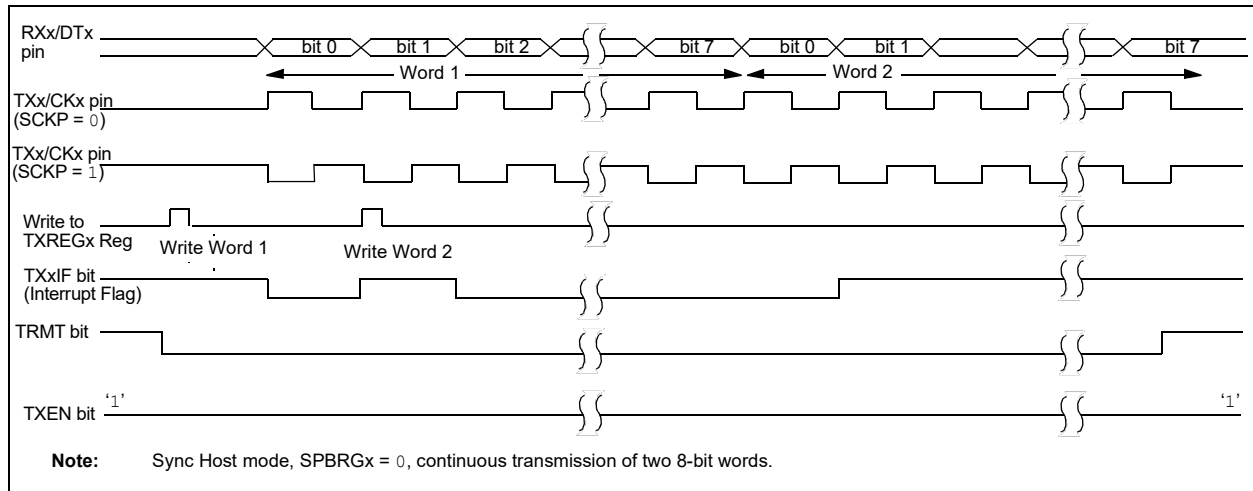 RXx/DTx
pin
bit 0 bit 1 bit 2 bit 7 bit 0 bit 1 bit 7
Word 1 Word 2
TXx/CKx pin
(SCKP = 0)
TXx/CKx pin
(SCKP = 1)
Write to
TXREGx Reg
Write Word 1 Write Word 2
TXxIF bit
(Interrupt Flag)
TRMT bit
‘1’ ‘1’
TXEN bit
Note: Sync Host mode, SPBRGx = 0, continuous transmission of two 8-bit words.